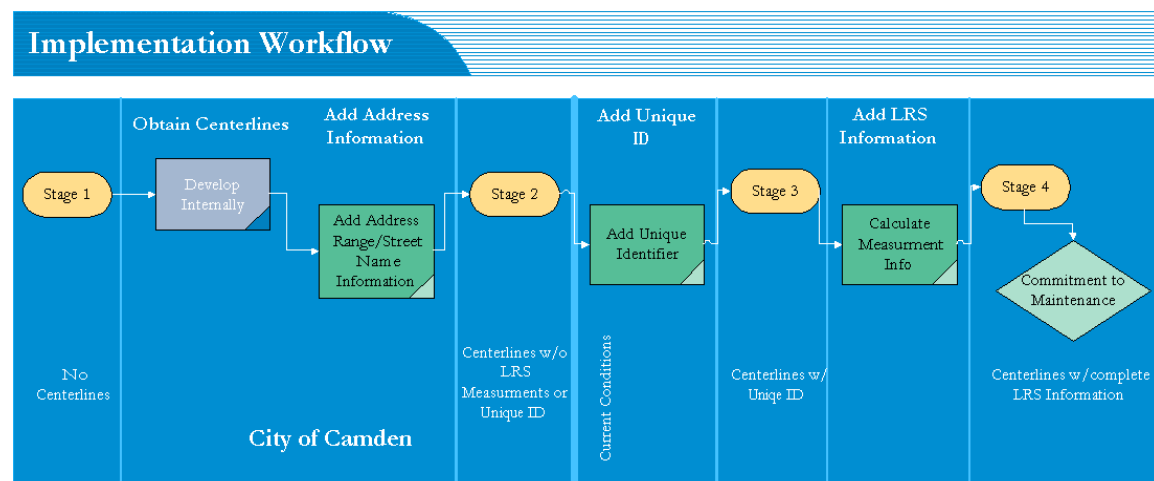 Implementation Workflow
Obtain Centerlines
Add Address
Information
Add Unique
ID
Add LRS
Information
Stage 1
Develop
Internally
Add Address
Range/Street
Name
Information
Stage 2
Add Unique
Identifier
Stage 3
Calculate
Measurment
Info
Stage 4
Commitment to
Maintenance
No
Centerlines
Centerlines w/o
LRS
Measurments or
Unique ID
Current Conditions
Centerlines w/
Uniqe ID
Centerlines w/complete
LRS Information
City of Camden